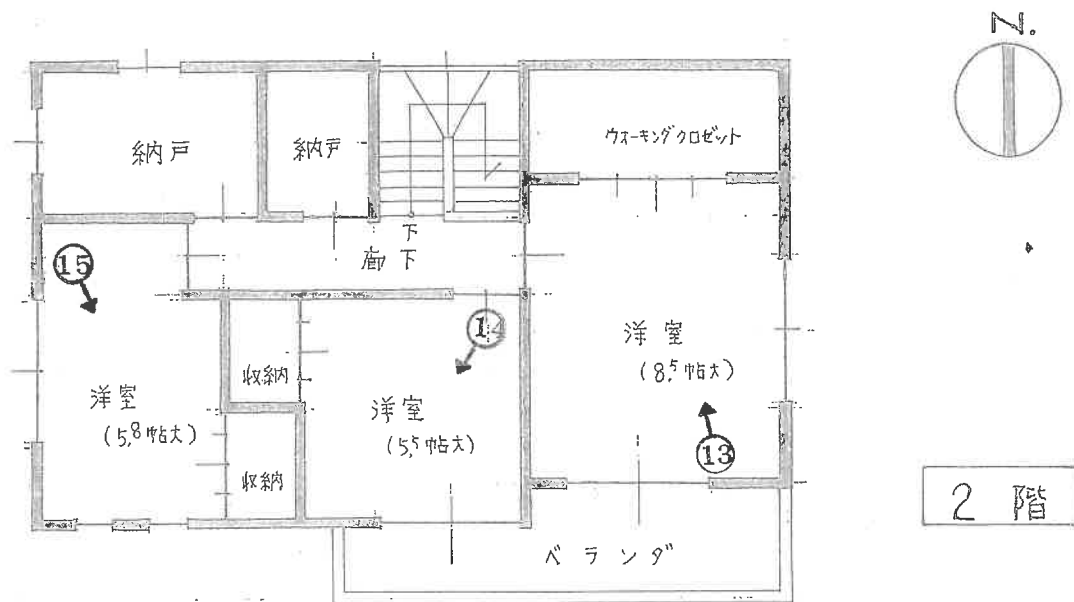 N.
納戸
納戸
ウオーキングクロゼット
下
廊下
15
14
洋室
(8.5帖大)
収納
洋室
(5.8帖大)
洋室
(5.5帖大)
13
収納
2階
ベランダ